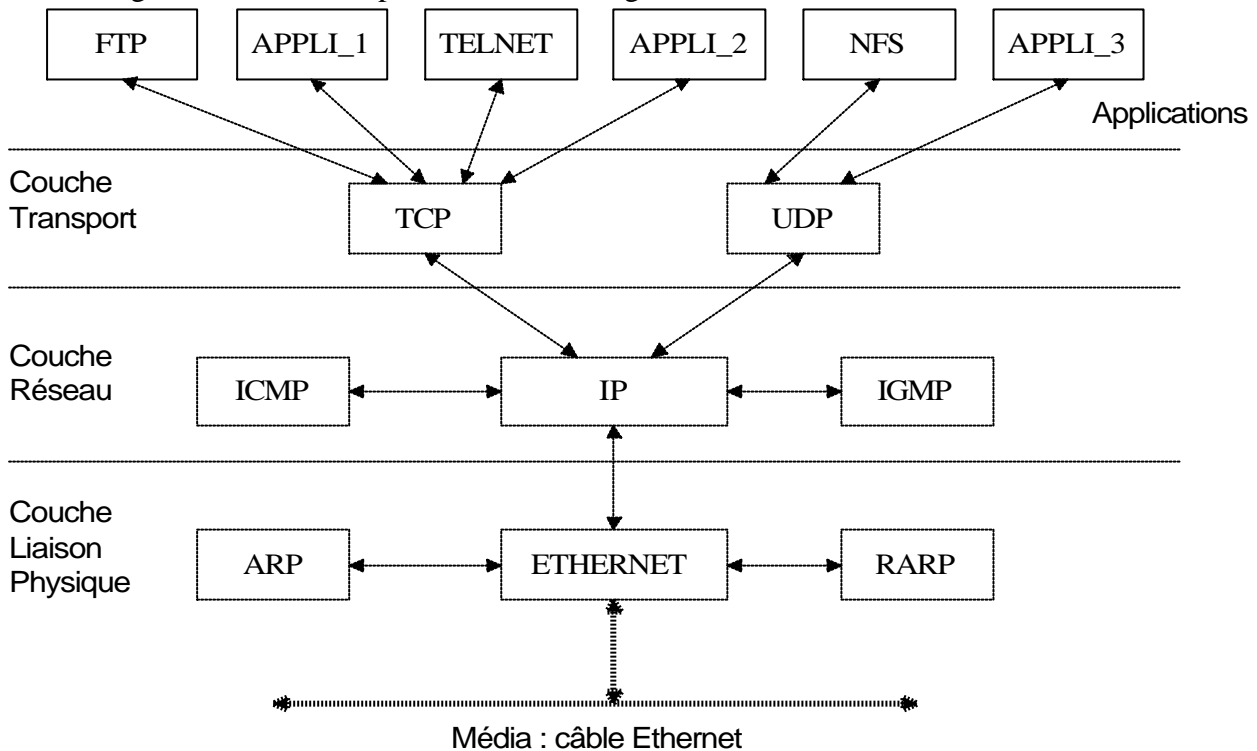 FTP
APPLI_1
TELNET
APPLI_2
NFS
APPLI_3
Applications
Couche
Transport
TCP
UDP
Couche
Réseau
ICMP
IP
IGMP
Couche
Liaison
Physique
ARP
ETHERNET
RARP
Média : câble Ethernet